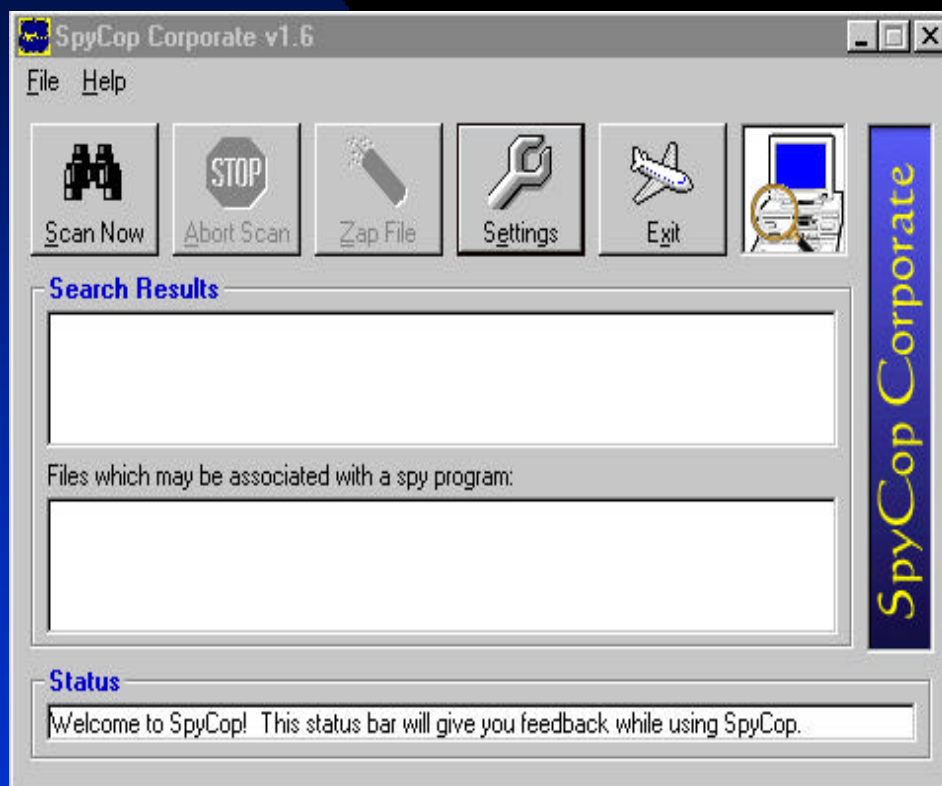 SpyCop Corporate v1.6
File Help
STOP
Scan Now Abort Scan Zap File Settings Exit
SpyCop Corporate
Search Results
Files which may be associated with a spy program:
Status
Welcome to SpyCop! This status bar will give you feedback while using SpyCop.